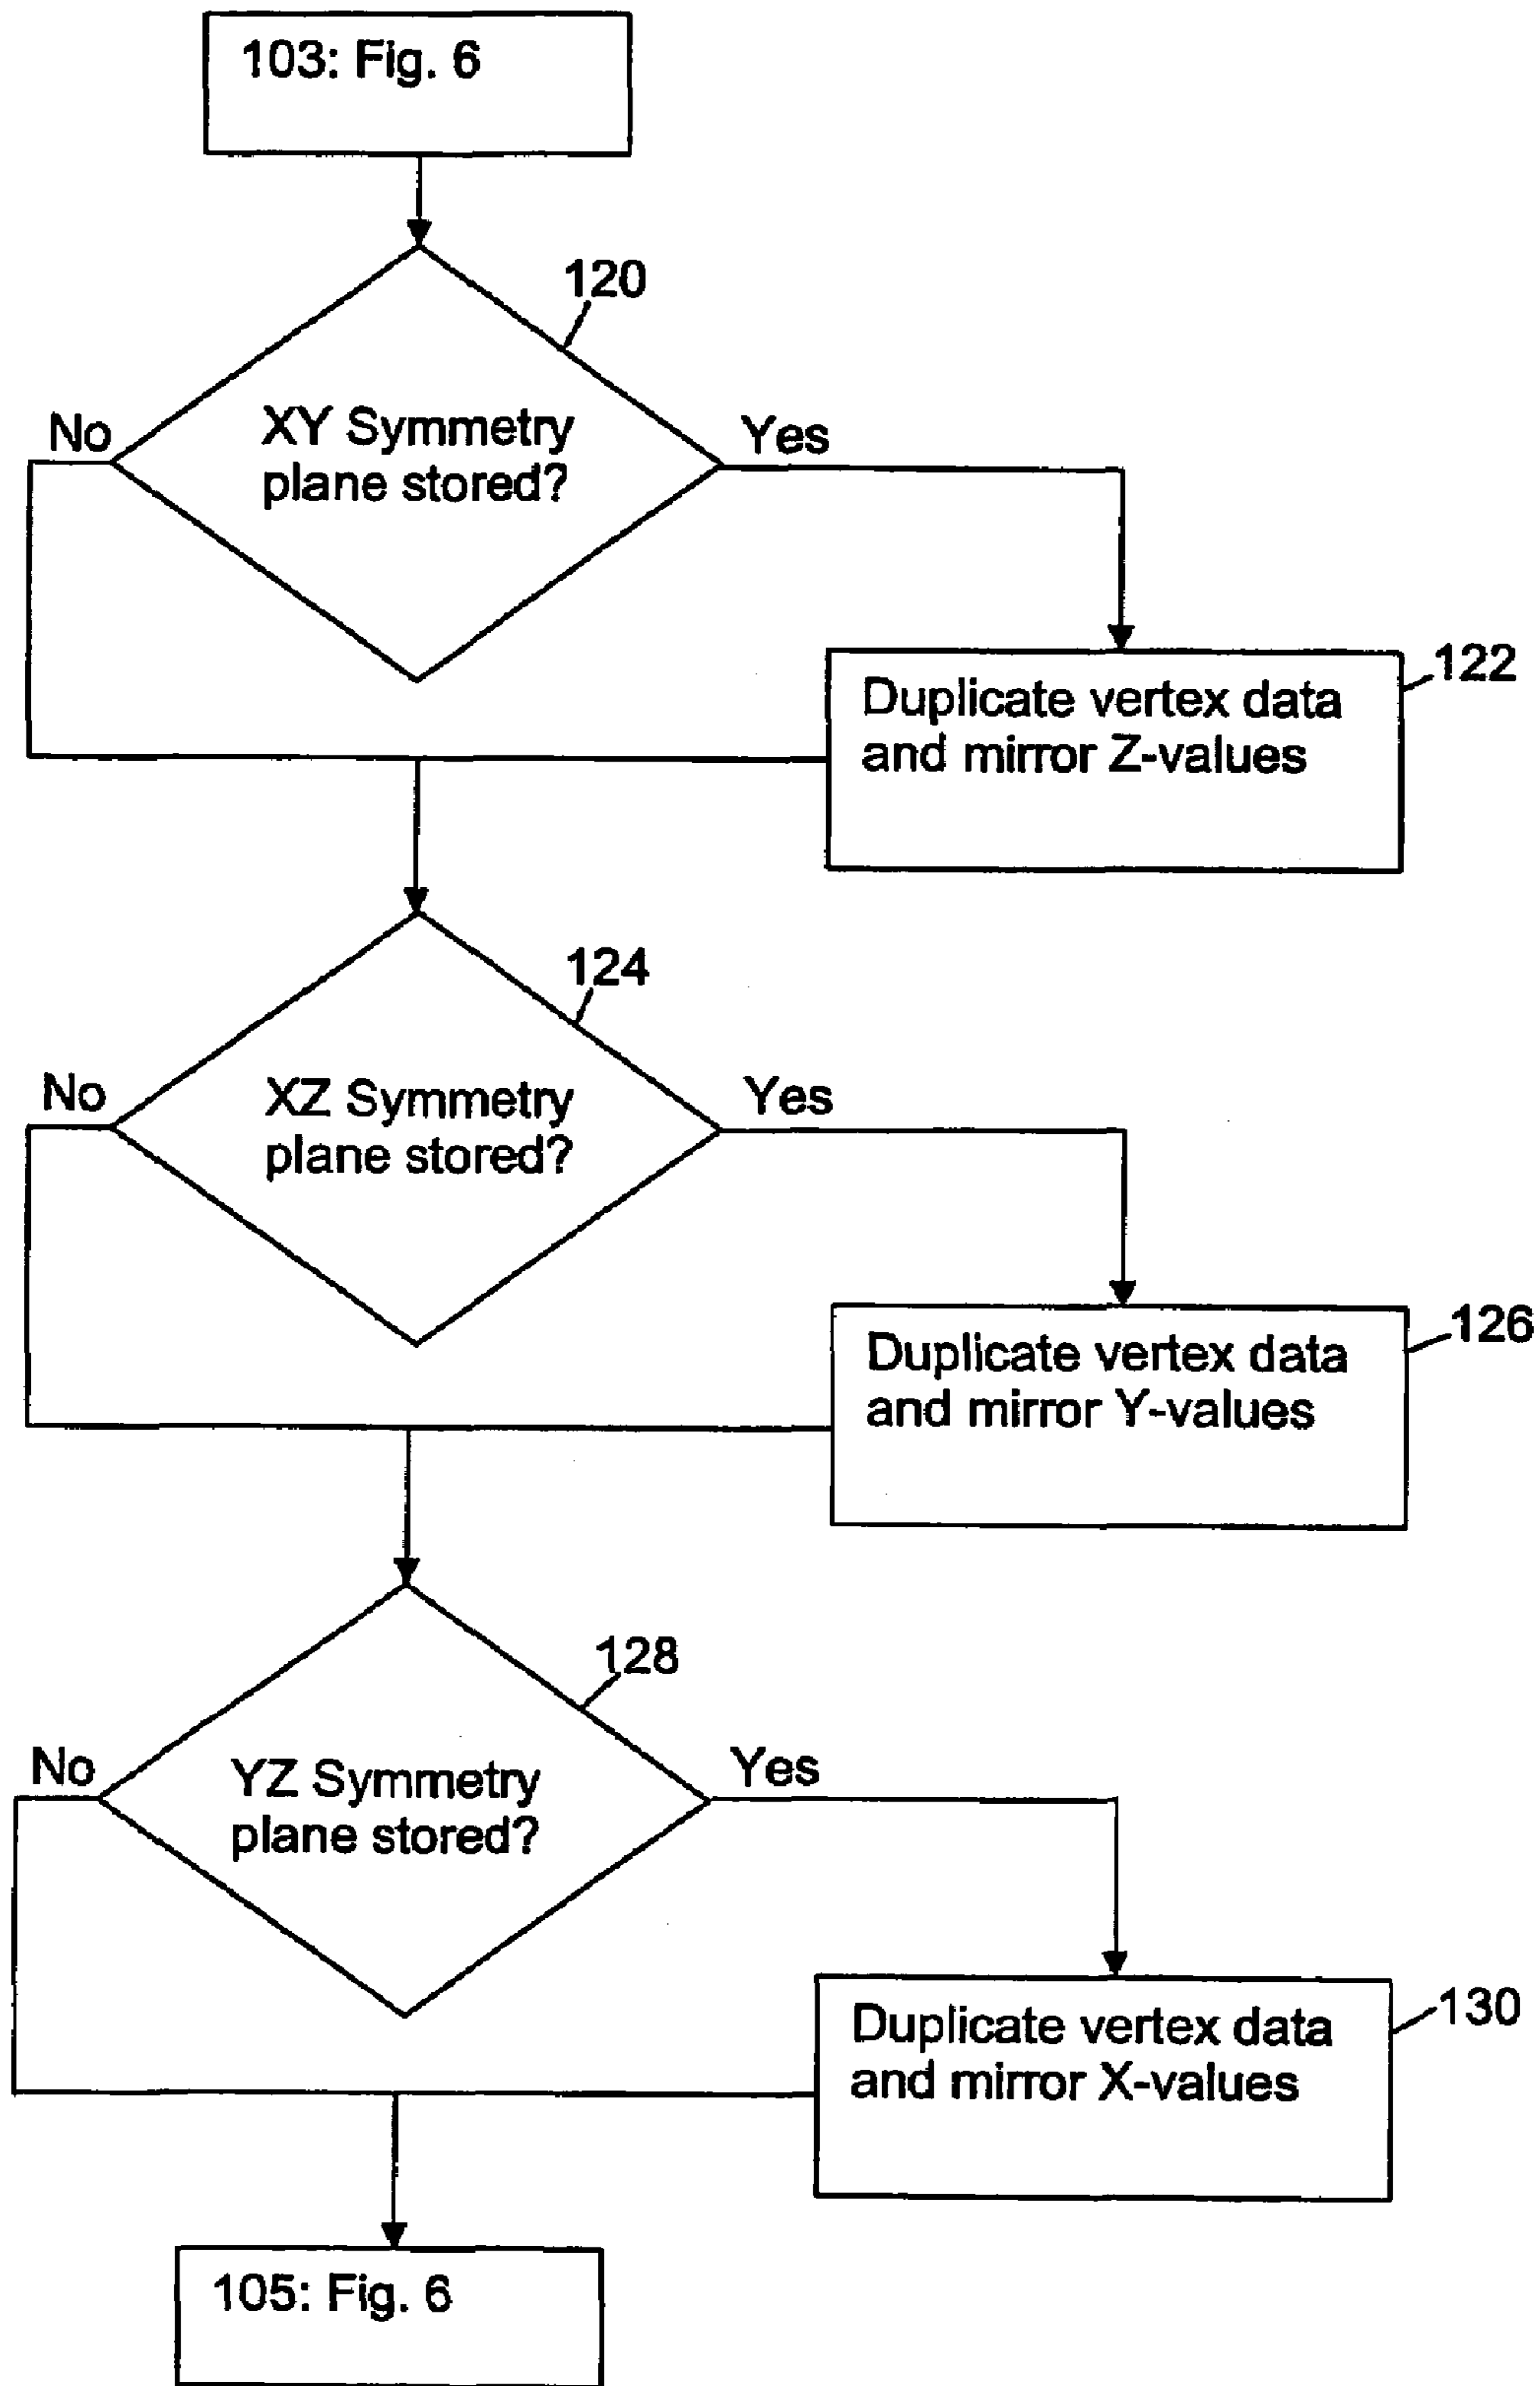 103: Fig. 6
120
No
XY Symmetry
plane stored?
Yes
122
Duplicate vertex data
and mirror Z-values
124
No
XZ Symmetry
plane stored?
Yes
126
Duplicate vertex data
and mirror Y-values
128
No
YZ Symmetry
plane stored?
Yes
130
Duplicate vertex data
and mirror X-values
105: Fig. 6